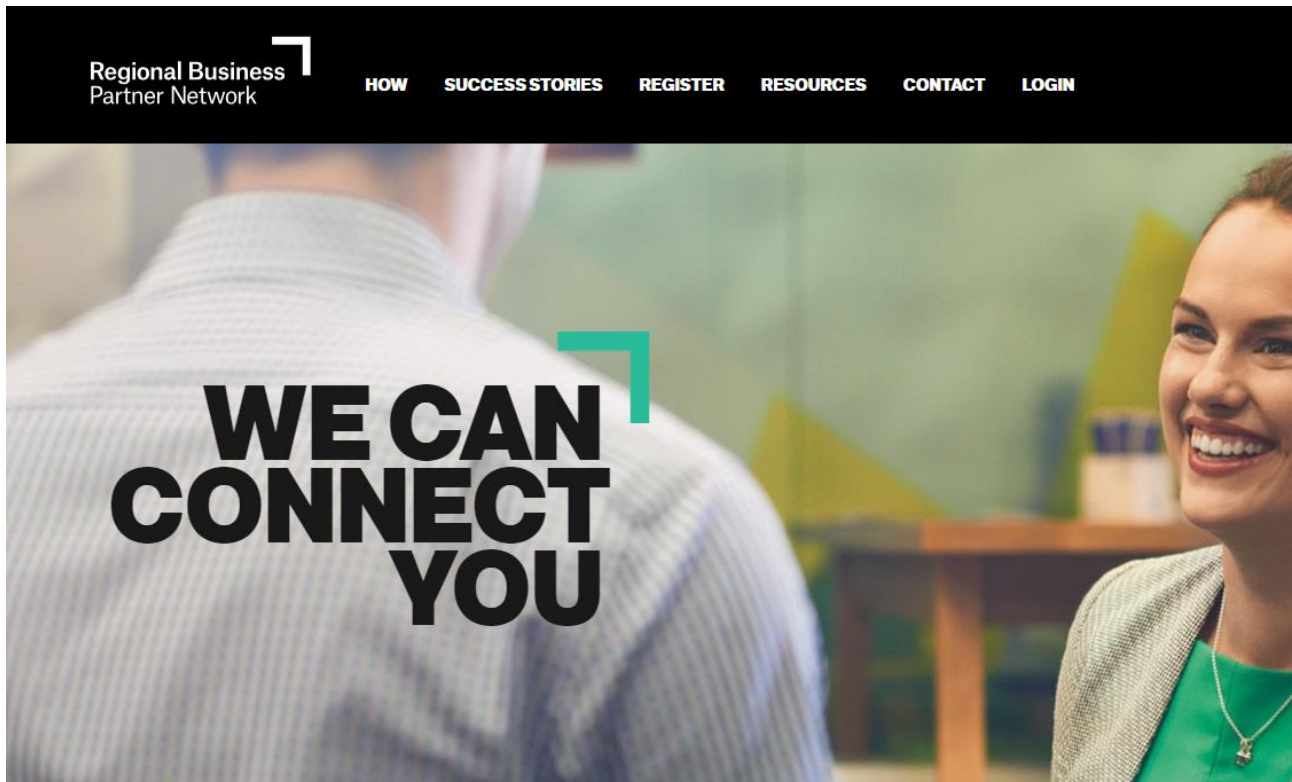 Regional Business
Partner Network
HOW SUCCESS STORIES REGISTER RESOURCES CONTACT LOGIN
WE CAN
CONNECT
YOU